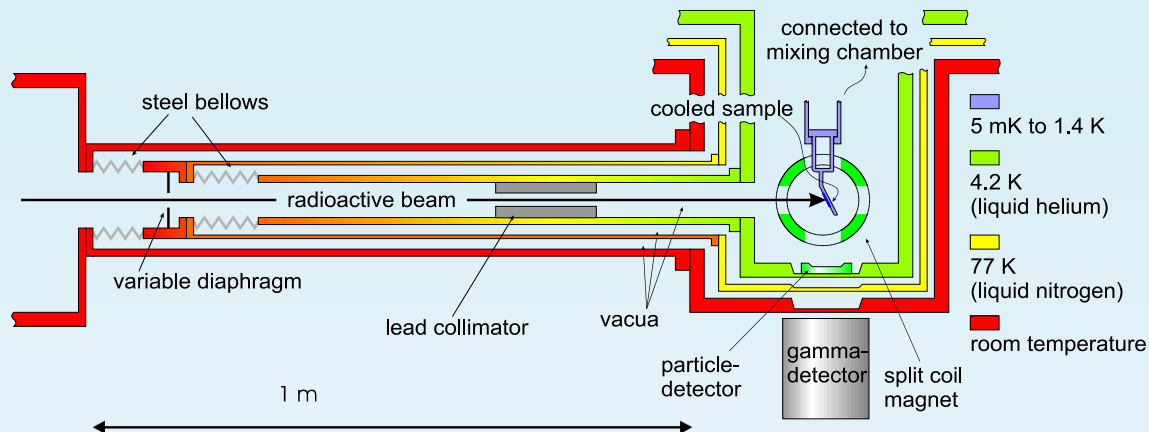 connected to
mixing chamber
steel bellows
cooled sample
5 mK to 1.4 K
4.2 K
(liquid helium)
radioactive beam
77 K
(liquid nitrogen)
variable diaphragm
lead collimator
vacua
room temperature
particle-
detector
gamma-
detector
split coil
magnet
1 m